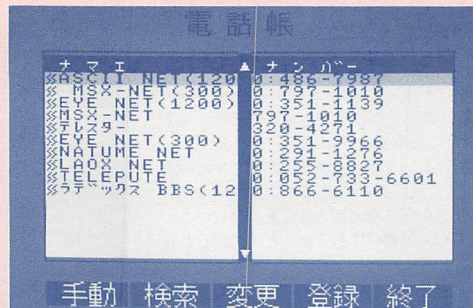 電話帳
ナマエ ▲ ナンバー
※ASCII NET(120 0:486-7987
※ MSX-NET(300) 0:797-1010
※EYE NET(1200) 0:351-1139
※MSX-NET 797-1010
※テレスター 320-4271
※EYE NET(300) 0:351-9966
※NATUME NET 0:291-1276
※LAOX NET 0:255-8827
※TELEPUTE 0:052-733-6601
※ラデックス BBS(12 0:866-6110
▼
手動 検索 変更 登録 終了